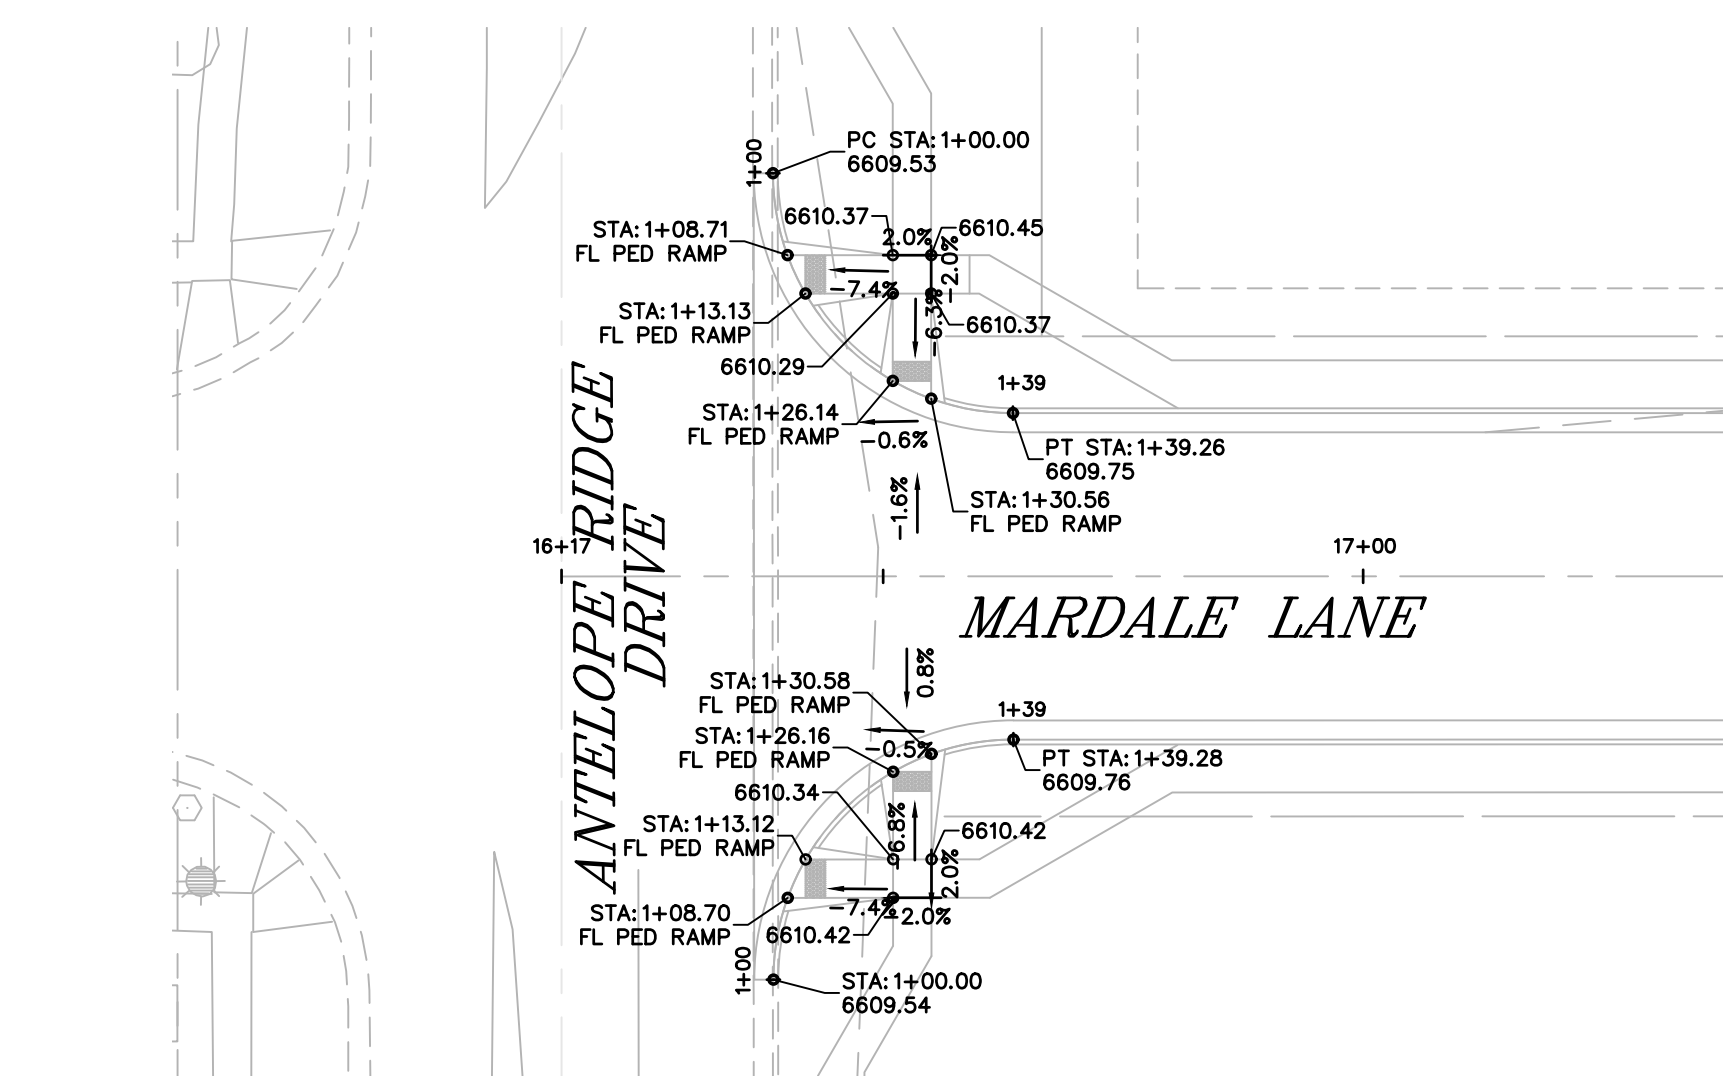 PC STA:1+00.00
6609.53
1+00
6610.37
6610.45
STA:1+08.71
FL PED RAMP
2.0%
-2.0%
-7.4%
STA:1+13.13
FL PED RAMP
-6.3%
6610.37
6610.29
1+39
STA:1+26.14
FL PED RAMP
-0.6%
PT STA:1+39.26
6609.75
STA:1+30.56
FL PED RAMP
-1.6%
16+17
17+00
ANTELOPE RIDGE
DRIVE
MARDALE LANE
0.8%
STA:1+30.58
FL PED RAMP
1+39
STA:1+26.16
FL PED RAMP
-0.5%
PT STA:1+39.28
6609.76
6610.34
STA:1+13.12
FL PED RAMP
-6.8%
6610.42
2.0%
-7.4%
-2.0%
STA:1+08.70
FL PED RAMP
6610.42
1+00
STA:1+00.00
6609.54